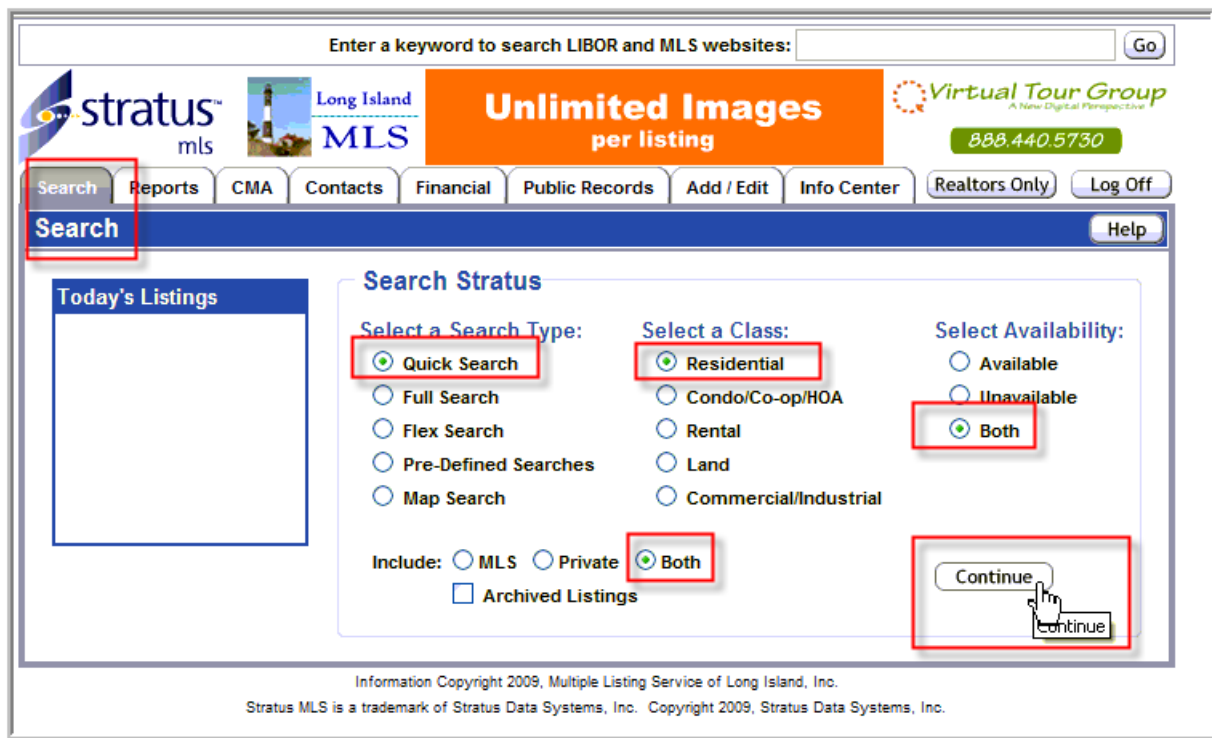 Enter a keyword to search LIBOR and MLS websites: Go
stratus™
mls
Long Island
MLS
Unlimited Images
per listing
Virtual Tour Group
A New Digital Perspective
888.440.5730
Search Reports CMA Contacts Financial Public Records Add / Edit Info Center Realtors Only Log Off
Search Help
Today's Listings
Search Stratus
Select a Search Type: Select a Class: Select Availability:
Quick Search Residential Available
Full Search Condo/Co-op/HOA Unavailable
Flex Search Rental Both
Pre-Defined Searches Land
Map Search Commercial/Industrial
Include: MLS Private Both
Archived Listings
Continue
Continue
Information Copyright 2009, Multiple Listing Service of Long Island, Inc.
Stratus MLS is a trademark of Stratus Data Systems, Inc. Copyright 2009, Stratus Data Systems, Inc.